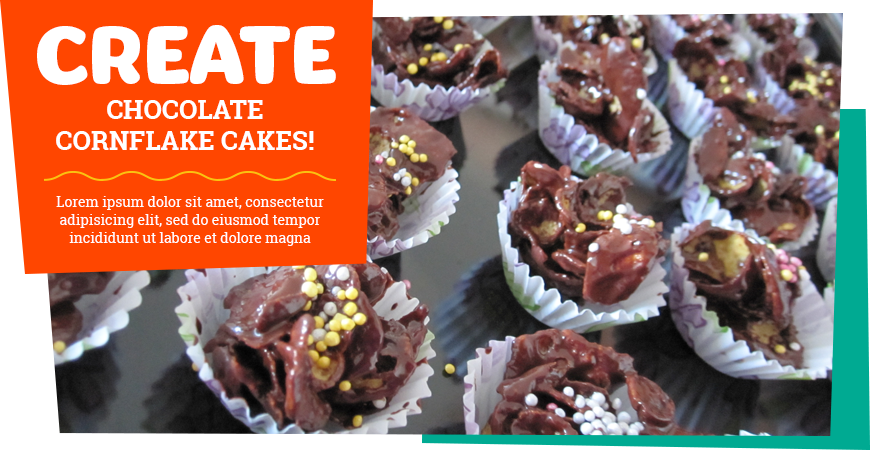 CREATE
CHOCOLATE
CORNFLAKE CAKES!
Lorem ipsum dolor sit amet, consectetur
adipisicing elit, sed do eiusmod tempor
incididunt ut labore et dolore magna